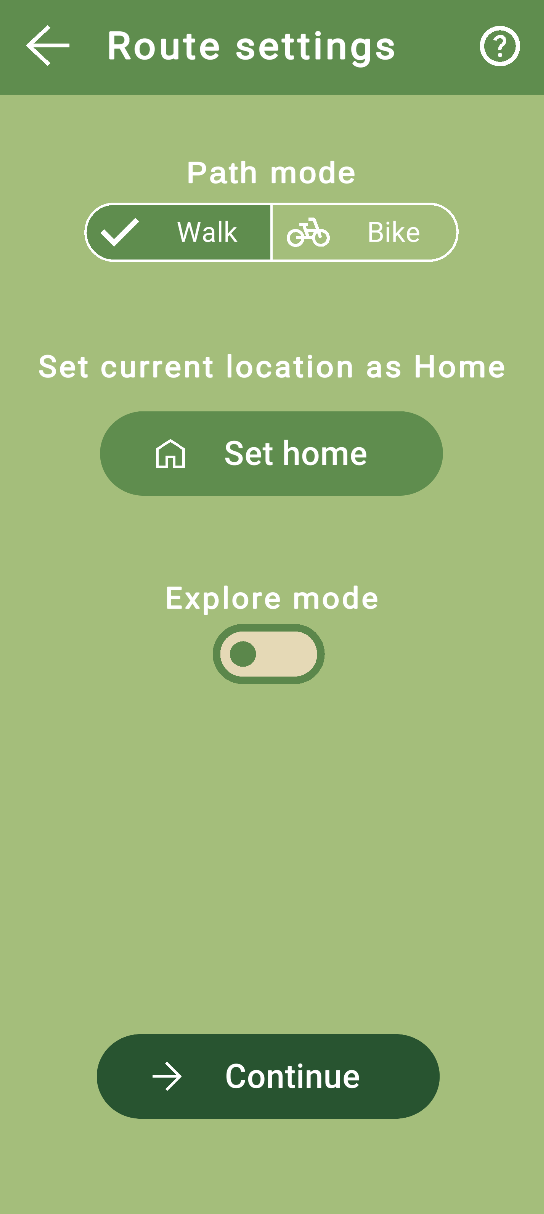 Route settings
Path mode
Walk
Bike
Set current location as Home
Set home
Explore mode
Continue